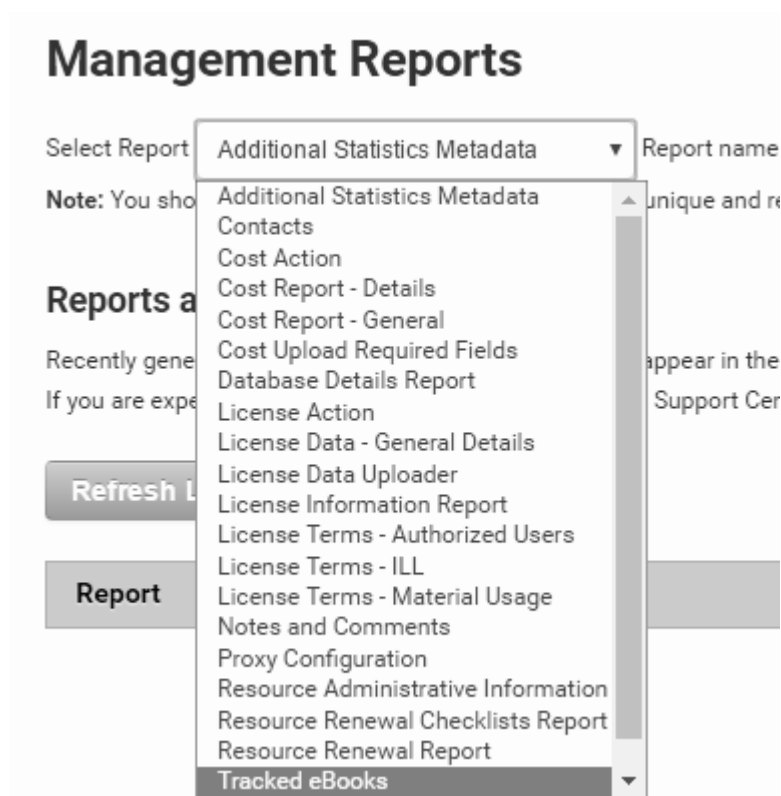 Management Reports
Select Report Additional Statistics Metadata Report name
Note: You sho Additional Statistics Metadata unique and re
Contacts
Cost Action
Cost Report - Details
Reports a
Cost Report - General
Cost Upload Required Fields
Recently gene appear in the
Database Details Report
If you are expe Support Cer
License Action
License Data - General Details
License Data Uploader
Refresh L
License Information Report
License Terms - Authorized Users
License Terms - ILL
Report
License Terms - Material Usage
Notes and Comments
Proxy Configuration
Resource Administrative Information
Resource Renewal Checklists Report
Resource Renewal Report
Tracked eBooks